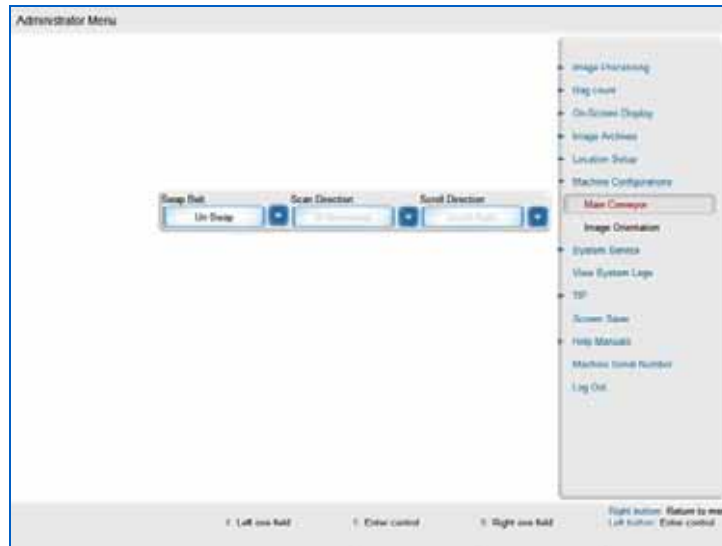 Administrator Menu
Image Processing
Bag count
On-Screen Display
Image Archives
Location Setup
Machine Configurations
Main Conveyor
Image Orientation
System Service
View System Logs
TIP
Screen Saver
Help Manuals
Machine Serial Number
Log Out
Swap Belt Scan Direction Scroll Direction
Un-Swap
Left one field Enter control Right one field
Right button: Return to
Left button: Enter control